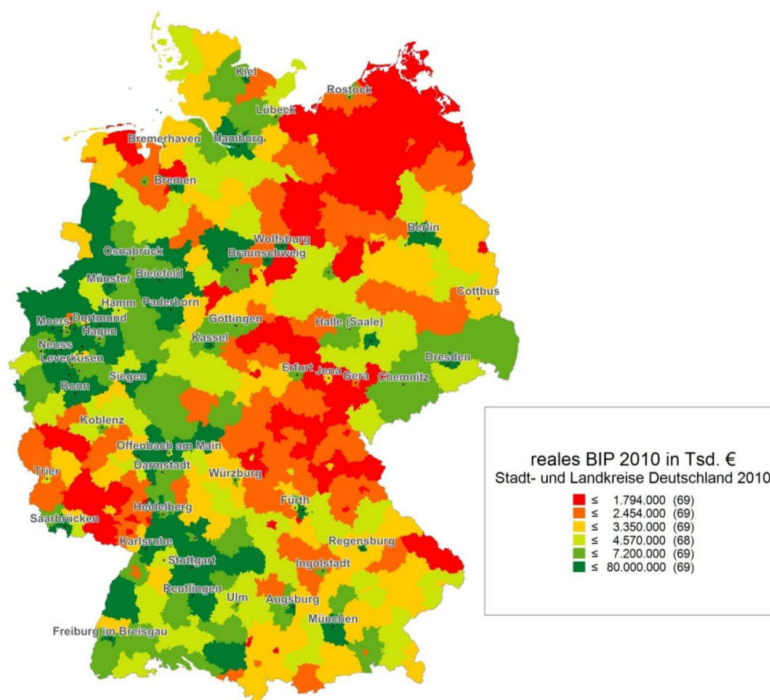 Kiel
Rostock
Lübeck
Bremerhaven
Hamburg
Bremen
Berlin
Wolfsburg
Osnabrück
Braunschweig
Bielefeld
Münster
Cottbus
Hamm
Paderborn
Dortmund
Göttingen
Halle (Saale)
Moers
Hagen
Kassel
Neuss
Dresden
Leverkusen
Erfurt
Jena
Gera
Siegen
Chemnitz
Bonn
Koblenz
Offenbach am Main
Darmstadt
Trier
Würzburg
Fürth
Heidelberg
Saarbrücken
Karlsruhe
Regensburg
Stuttgart
Ingolstadt
Reutlingen
Ulm
Augsburg
München
Freiburg im Breisgau
reales BIP 2010 in Tsd. €
Stadt- und Landkreise Deutschland 2010
≤ 1.794.000 (69)
≤ 2.454.000 (69)
≤ 3.350.000 (69)
≤ 4.570.000 (68)
≤ 7.200.000 (69)
≤ 80.000.000 (69)